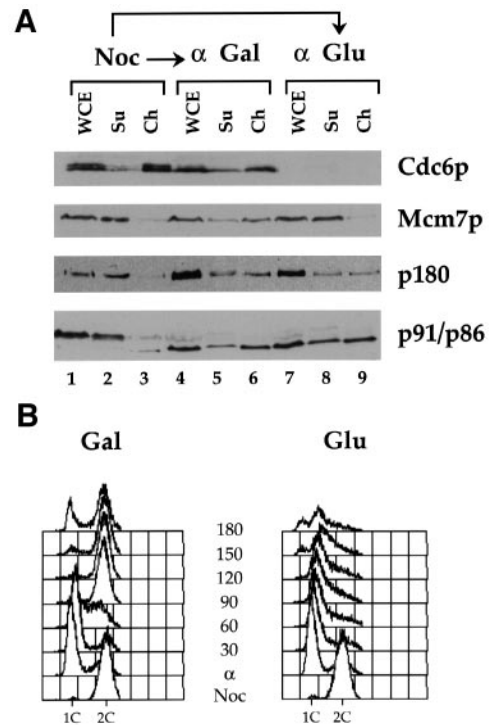 A
Noc → α Gal α Glu
WCE Su Ch WCE Su Ch WCE Su Ch
Cdc6p
Mcm7p
p180
p91/p86
1 2 3 4 5 6 7 8 9
B
Gal Glu
180
150
120
90
60
30
α
Noc
1C 2C 1C 2C